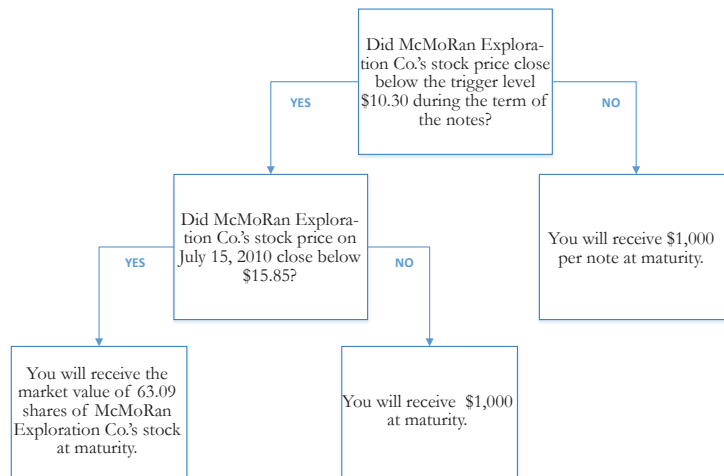 Did McMoRan Explora-
tion Co.'s stock price close
below the trigger level
$10.30 during the term of
the notes?
YES
NO
Did McMoRan Explora-
tion Co.'s stock price on
July 15, 2010 close below
$15.85?
You will receive $1,000
per note at maturity.
YES
NO
You will receive the
market value of 63.09
shares of McMoRan
Exploration Co.'s stock
at maturity.
You will receive $1,000
at maturity.